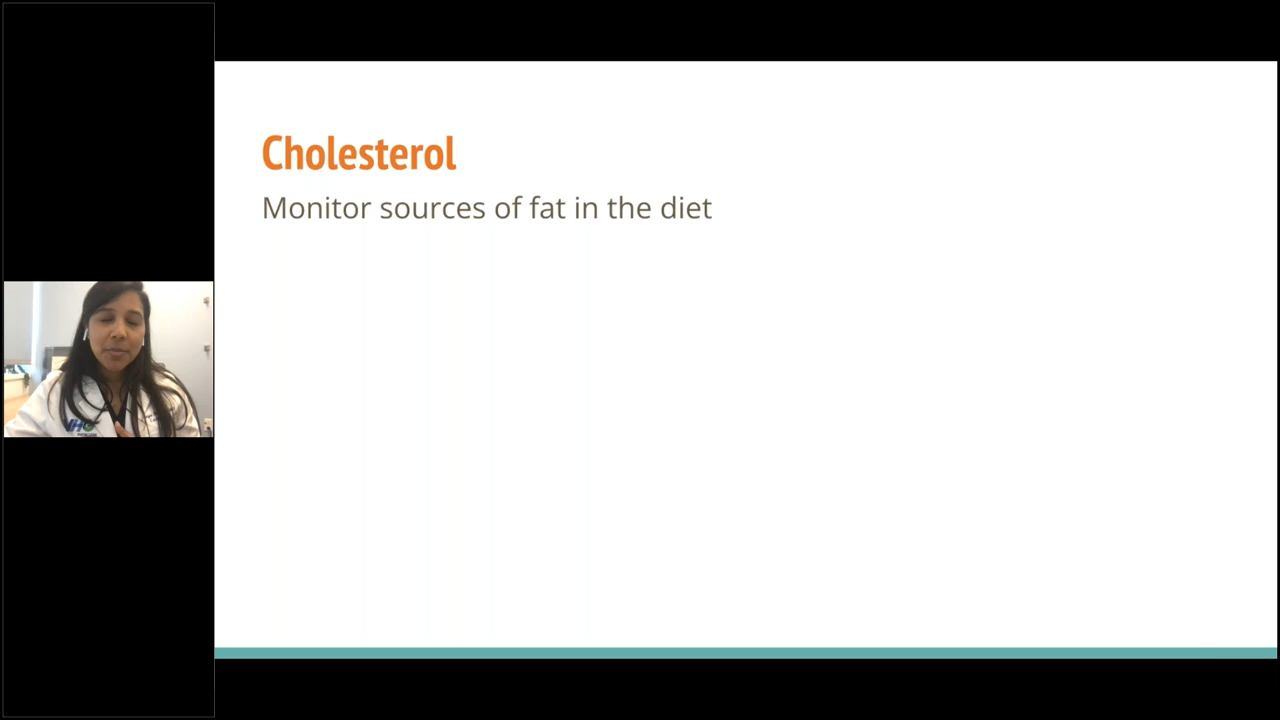 Cholesterol
Monitor sources of fat in the diet